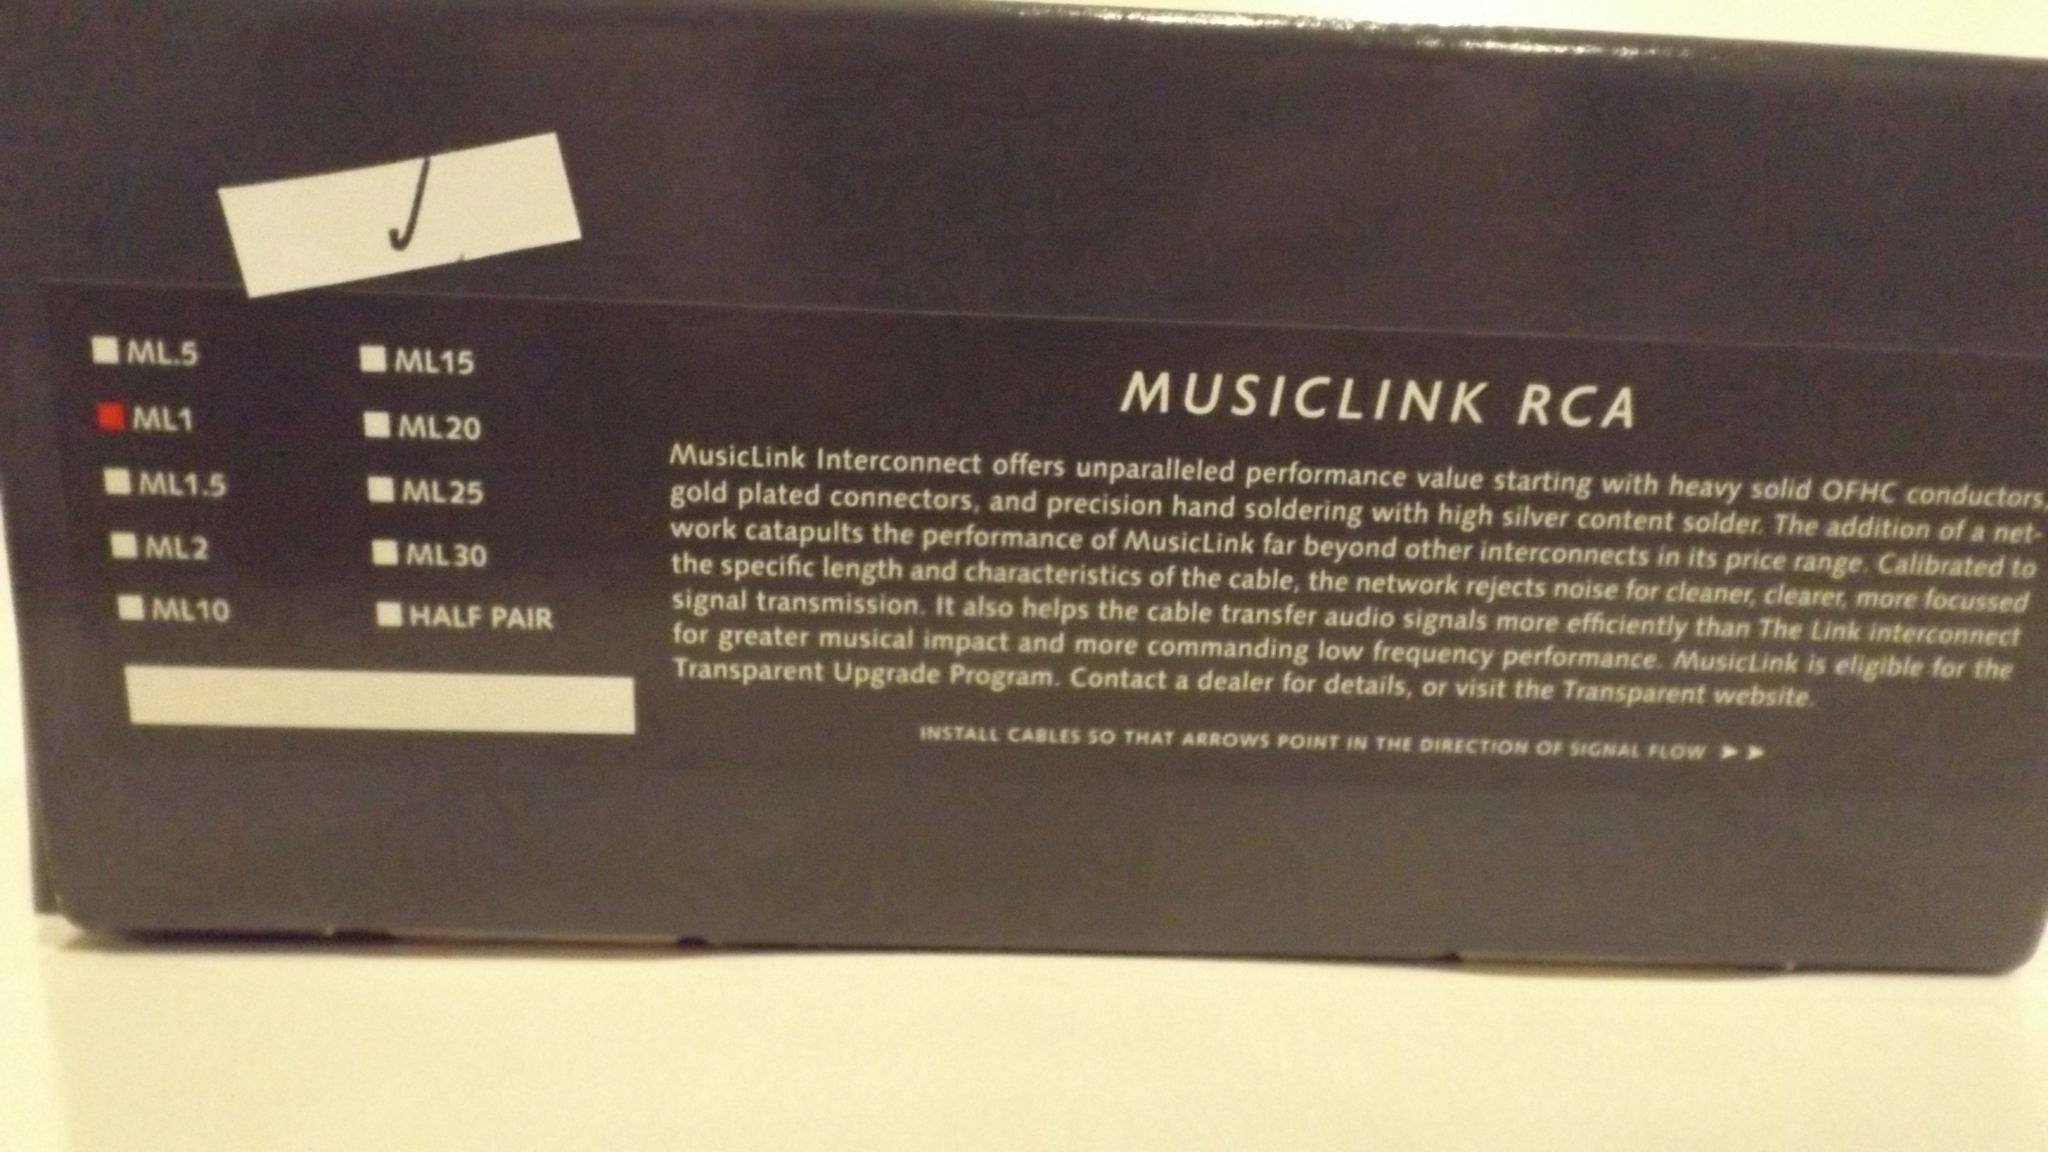 ML.5
ML1
ML1.5
ML2
ML10
ML15
ML20
ML25
ML30
HALF PAIR
MUSICLINK RCA
MusicLink Interconnect offers unparalleled performance value starting with heavy solid OFHC conductors,
gold plated connectors, and precision hand soldering with high silver content solder. The addition of a net-
work catapults the performance of MusicLink far beyond other interconnects in its price range. Calibrated to
the specific length and characteristics of the cable, the network rejects noise for cleaner, clearer, more focussed
signal transmission. It also helps the cable transfer audio signals more efficiently than The Link interconnect
for greater musical impact and more commanding low frequency performance. MusicLink is eligible for the
Transparent Upgrade Program. Contact a dealer for details, or visit the Transparent website.
INSTALL CABLES SO THAT ARROWS POINT IN THE DIRECTION OF SIGNAL FLOW ➤➤